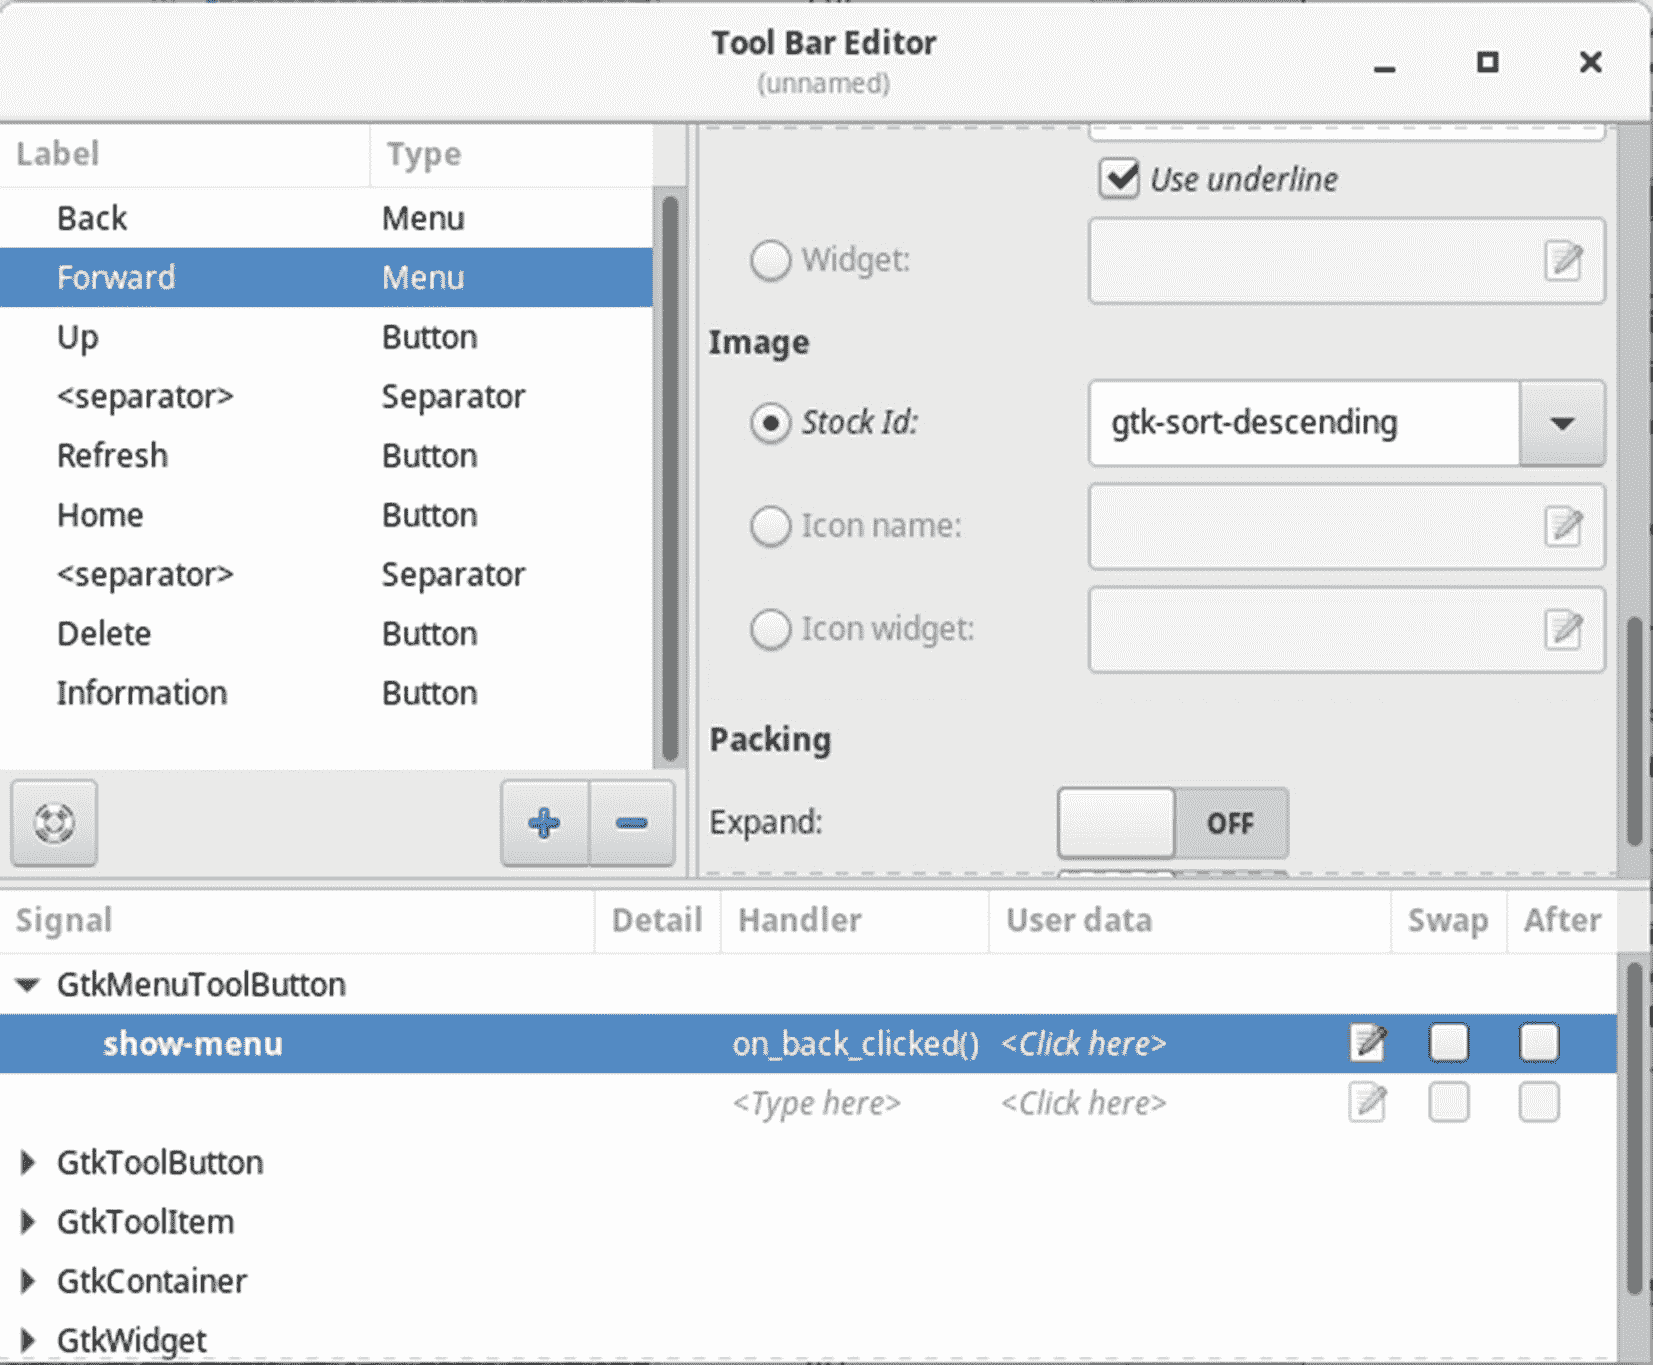 Tool Bar Editor
(unnamed)
Label Type
Back Menu
Forward Menu
Up Button
<separator> Separator
Refresh Button
Home Button
<separator> Separator
Delete Button
Information Button
Use underline
Widget:
Image
Stock Id: gtk-sort-descending
Icon name:
Icon widget:
Packing
Expand: OFF
Signal Detail Handler User data Swap After
GtkMenuToolButton
show-menu on_back_clicked() <Click here>
<Type here> <Click here>
GtkToolButton
GtkToolItem
GtkContainer
GtkWidget